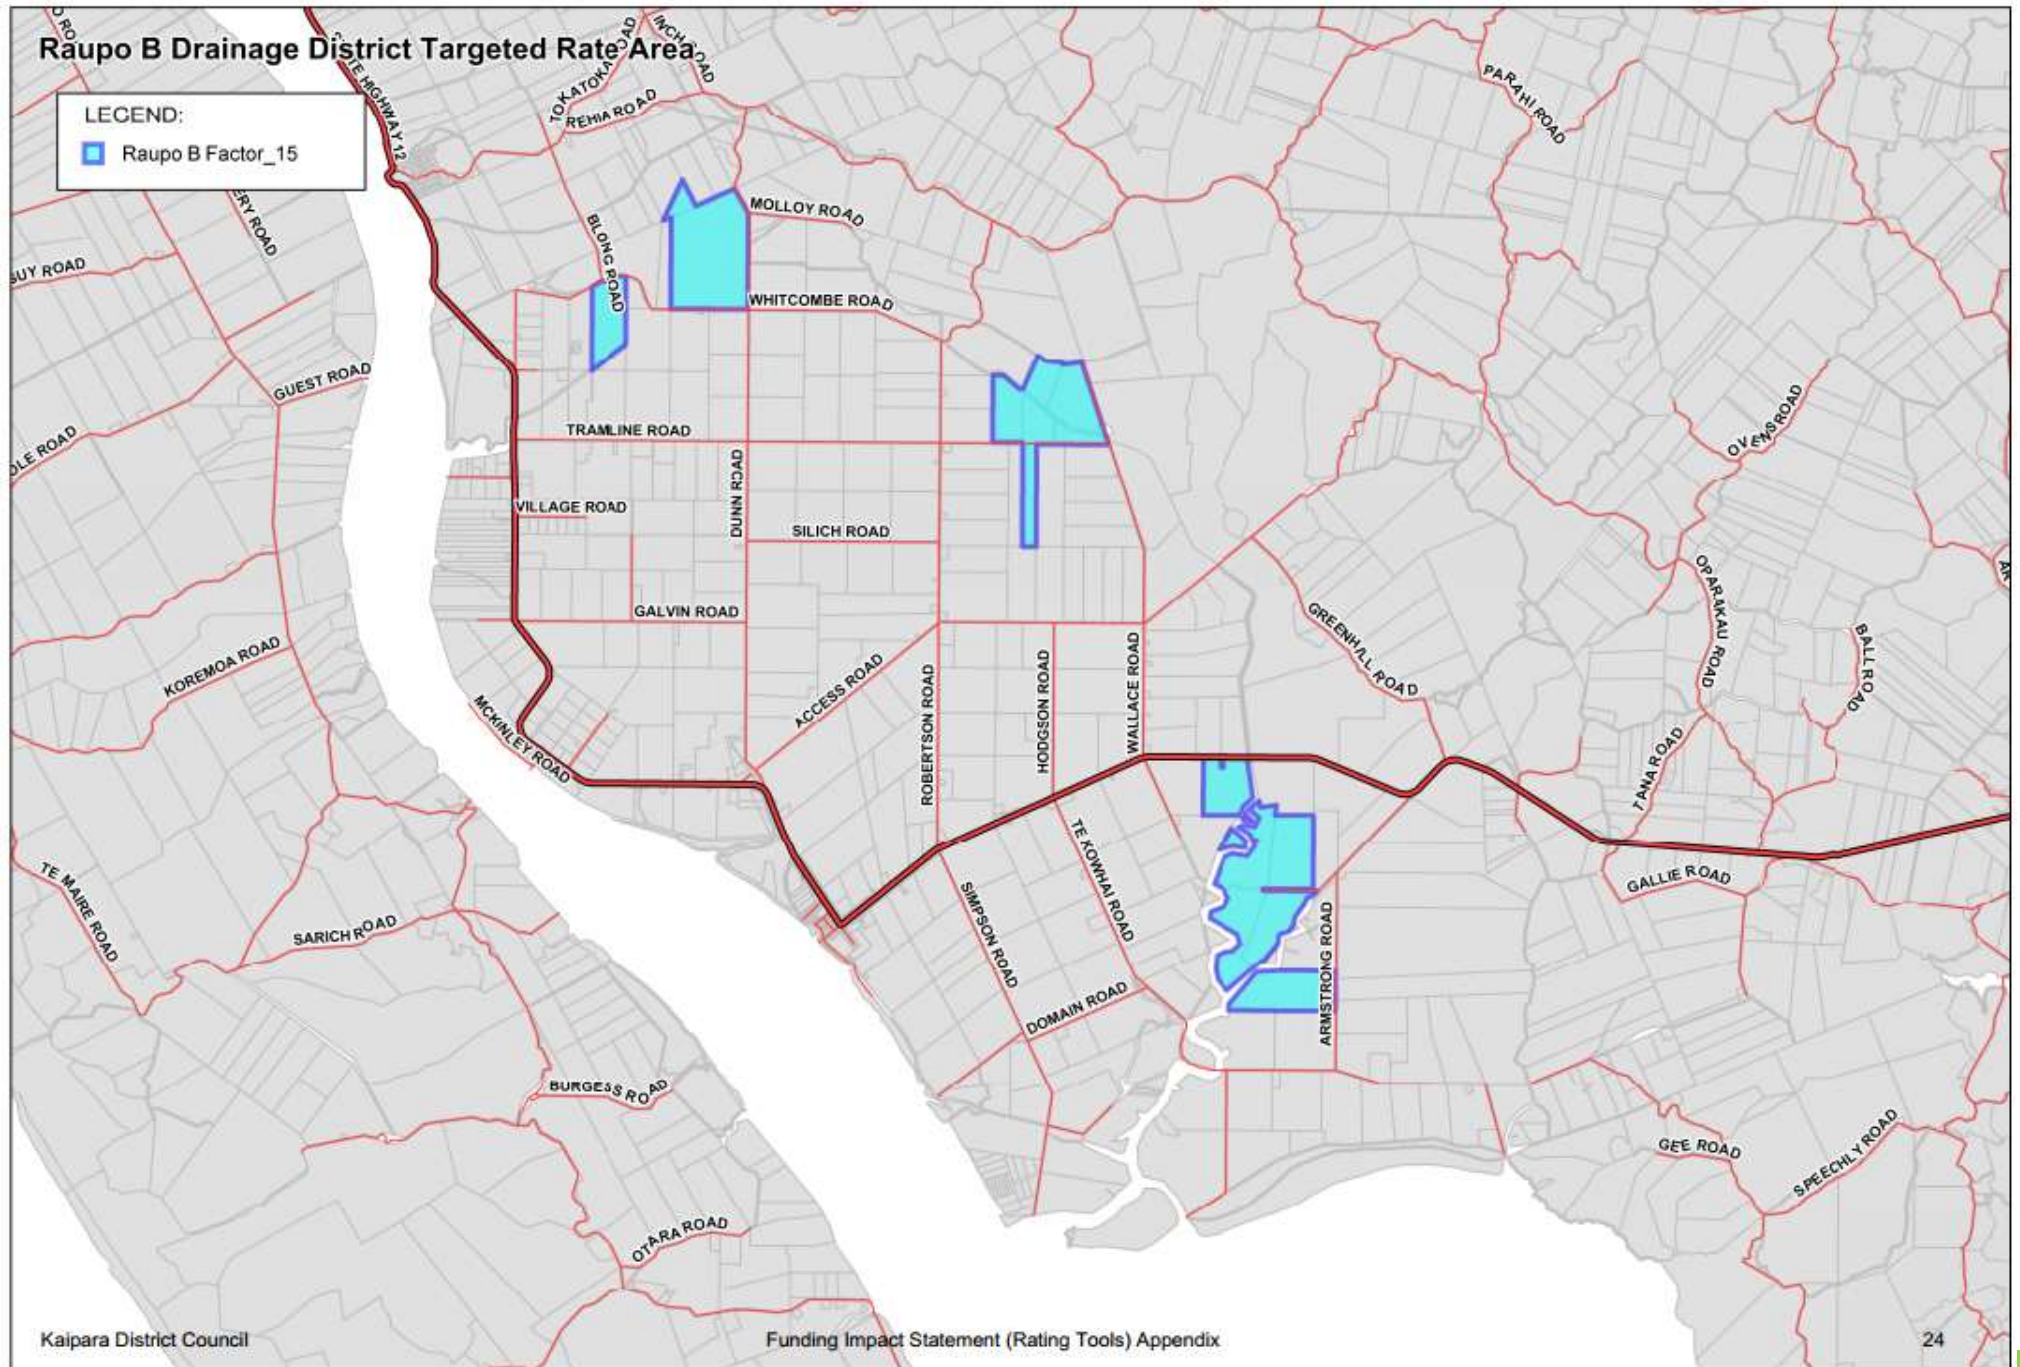 Raupo B Drainage District Targeted Rate Area
LEGEND:
Raupo B Factor_15
TOKATOKA ROAD
REHIA ROAD
PARAHI ROAD
MOLLOY ROAD
BLONG ROAD
WHITCOMBE ROAD
GUEST ROAD
TRAMLINE ROAD
OVENS ROAD
DUNN ROAD
VILLAGE ROAD
SILICH ROAD
GALVIN ROAD
GREENHILL ROAD
OPARAKAU ROAD
BALL ROAD
KOREMOA ROAD
ACCESS ROAD
ROBERTSON ROAD
HODGSON ROAD
WALLACE ROAD
MCKINLEY ROAD
TANA ROAD
TE KOWHAI ROAD
TE MAIRE ROAD
GALLIE ROAD
SARICH ROAD
SIMPSON ROAD
ARMSTRONG ROAD
DOMAIN ROAD
BURGESS ROAD
GEE ROAD
SPEECHLY ROAD
OTARA ROAD
Kaipara District Council
Funding Impact Statement (Rating Tools) Appendix
24